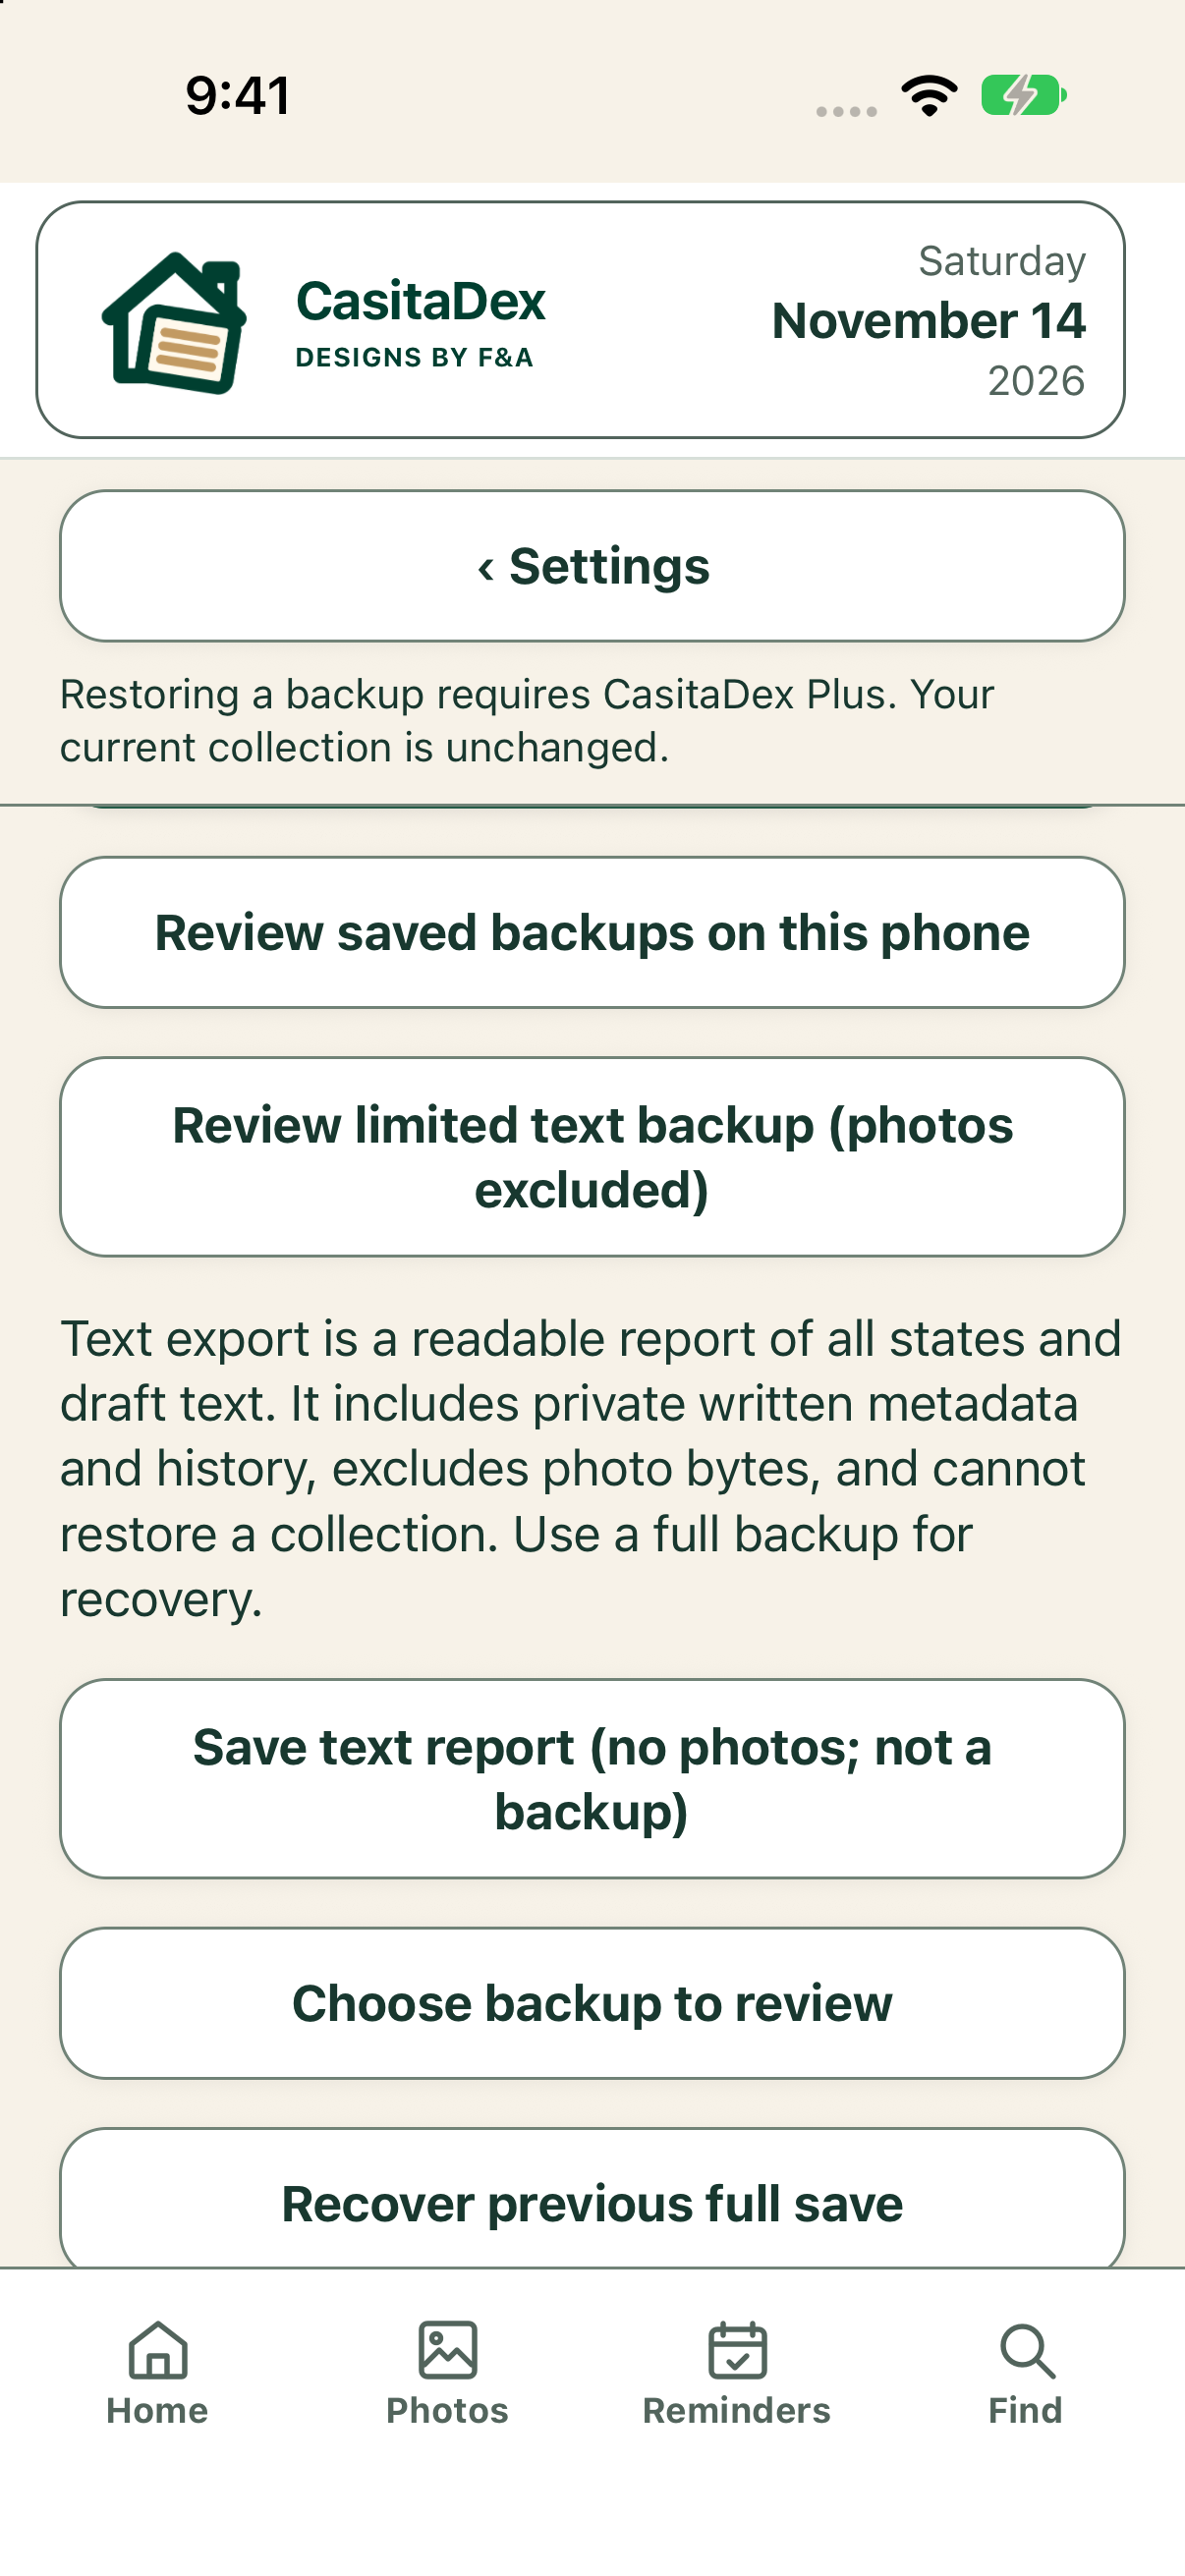 9:41
CasitaDex
DESIGNS BY F&A
Saturday
November 14
2026
‹ Settings
Restoring a backup requires CasitaDex Plus. Your
current collection is unchanged.
Review saved backups on this phone
Review limited text backup (photos
excluded)
Text export is a readable report of all states and
draft text. It includes private written metadata
and history, excludes photo bytes, and cannot
restore a collection. Use a full backup for
recovery.
Save text report (no photos; not a
backup)
Choose backup to review
Recover previous full save
Home
Photos
Reminders
Find